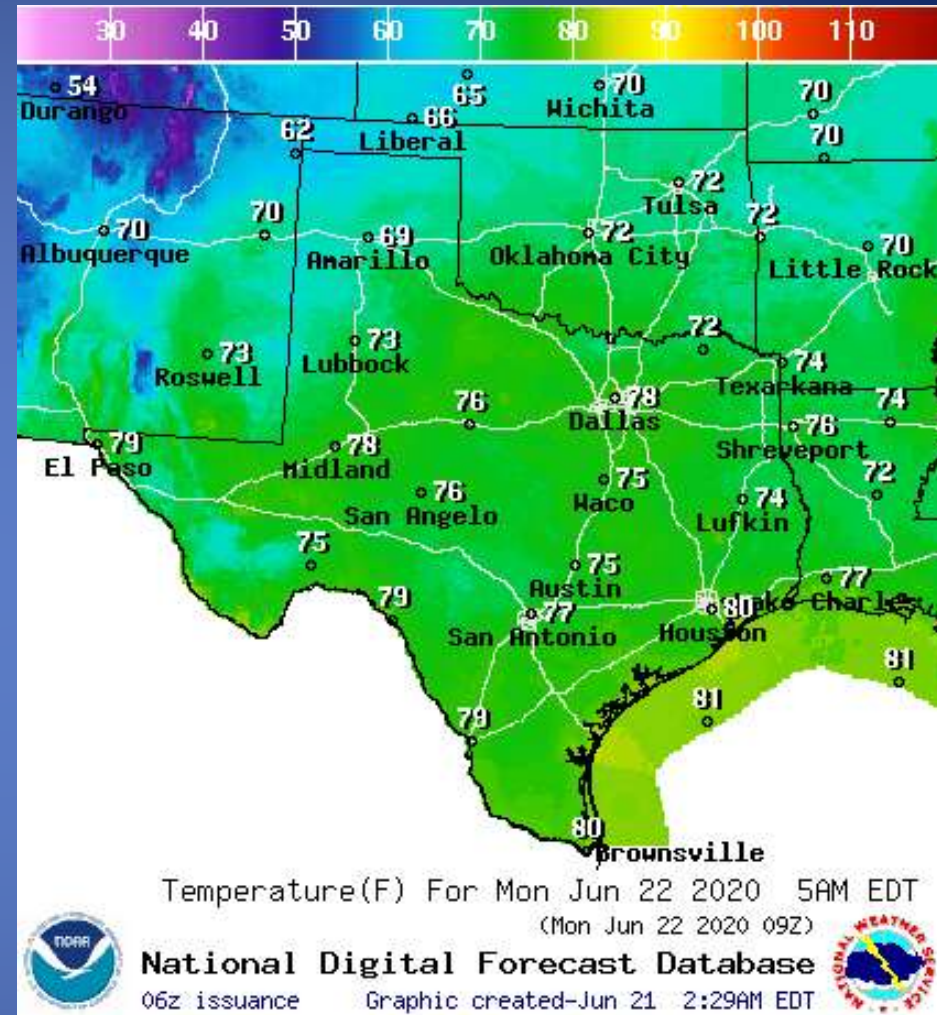 30 40 50 60 70 80 90 100 110
54
Durango
65
70
Wichita
70
66
Liberal
62
70
72
Tulsa
70
Albuquerque
70
69
Amarillo
72
Oklahoma City
72
70
Little Rock
73
Roswell
73
Lubbock
72
74
Texarkana
76
78
Dallas
76
Shreveport
74
79
El Paso
78
Midland
76
San Angelo
75
Waco
74
Lufkin
72
75
75
Austin
77
79
77
San Antonio
80
Houston
81
81
79
80
Brownsville
Temperature(F) For Mon Jun 22 2020 5AM EDT
(Mon Jun 22 2020 09Z)
NOAA
National Digital Forecast Database
06z issuance Graphic created-Jun 21 2:29AM EDT
NATIONAL WEATHER SERVICE